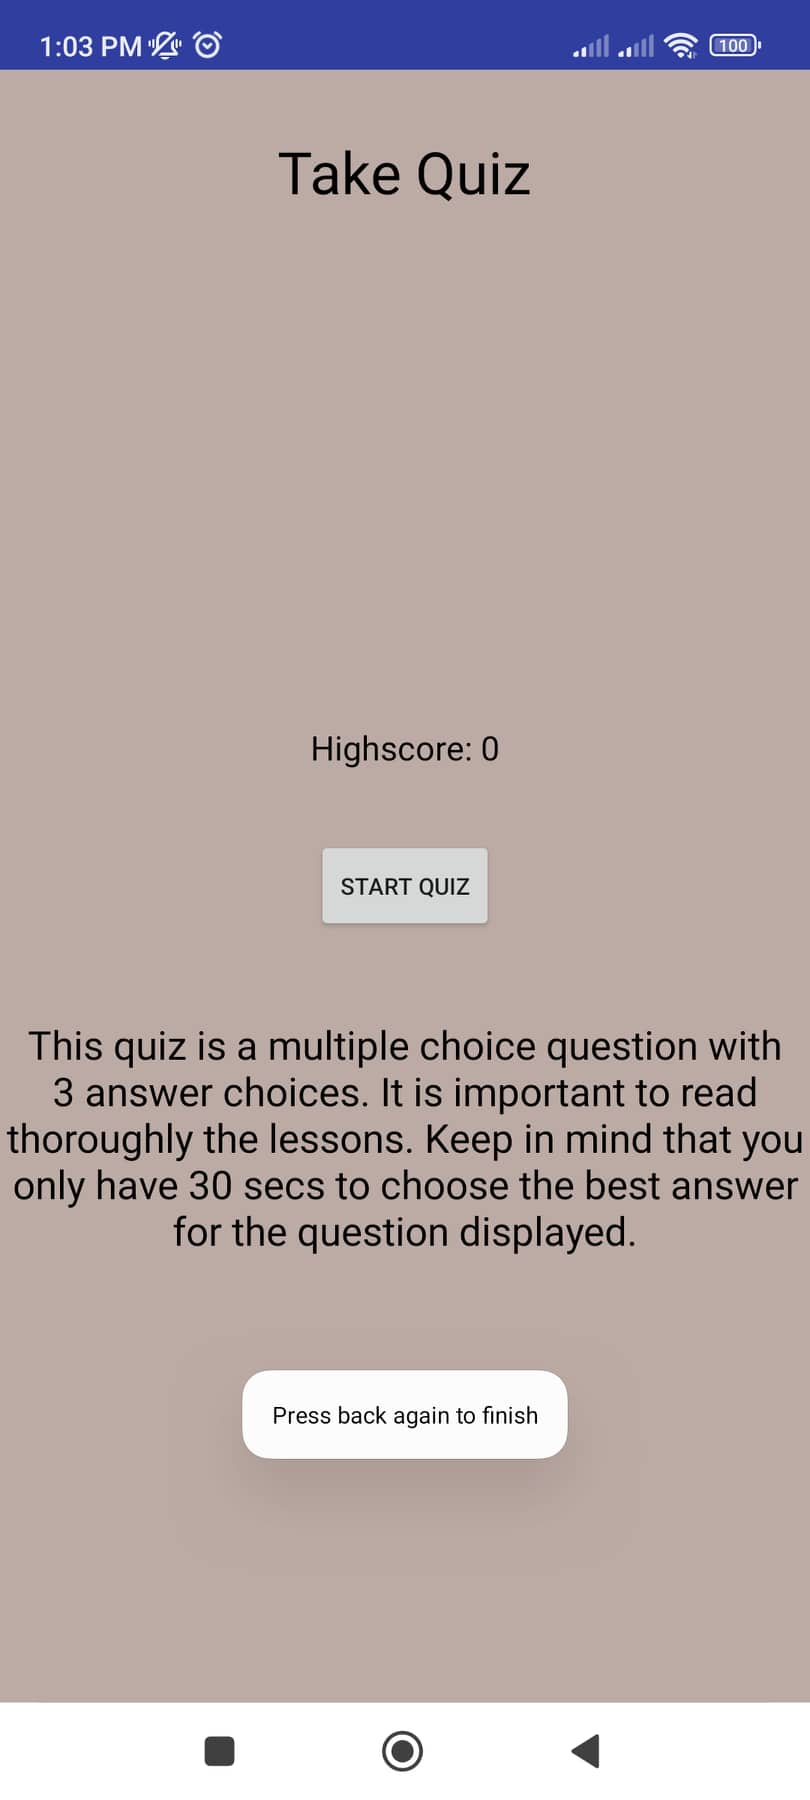 1:03 PM
100
Take Quiz
Highscore: 0
START QUIZ
This quiz is a multiple choice question with
3 answer choices. It is important to read
thoroughly the lessons. Keep in mind that you
only have 30 secs to choose the best answer
for the question displayed.
Press back again to finish